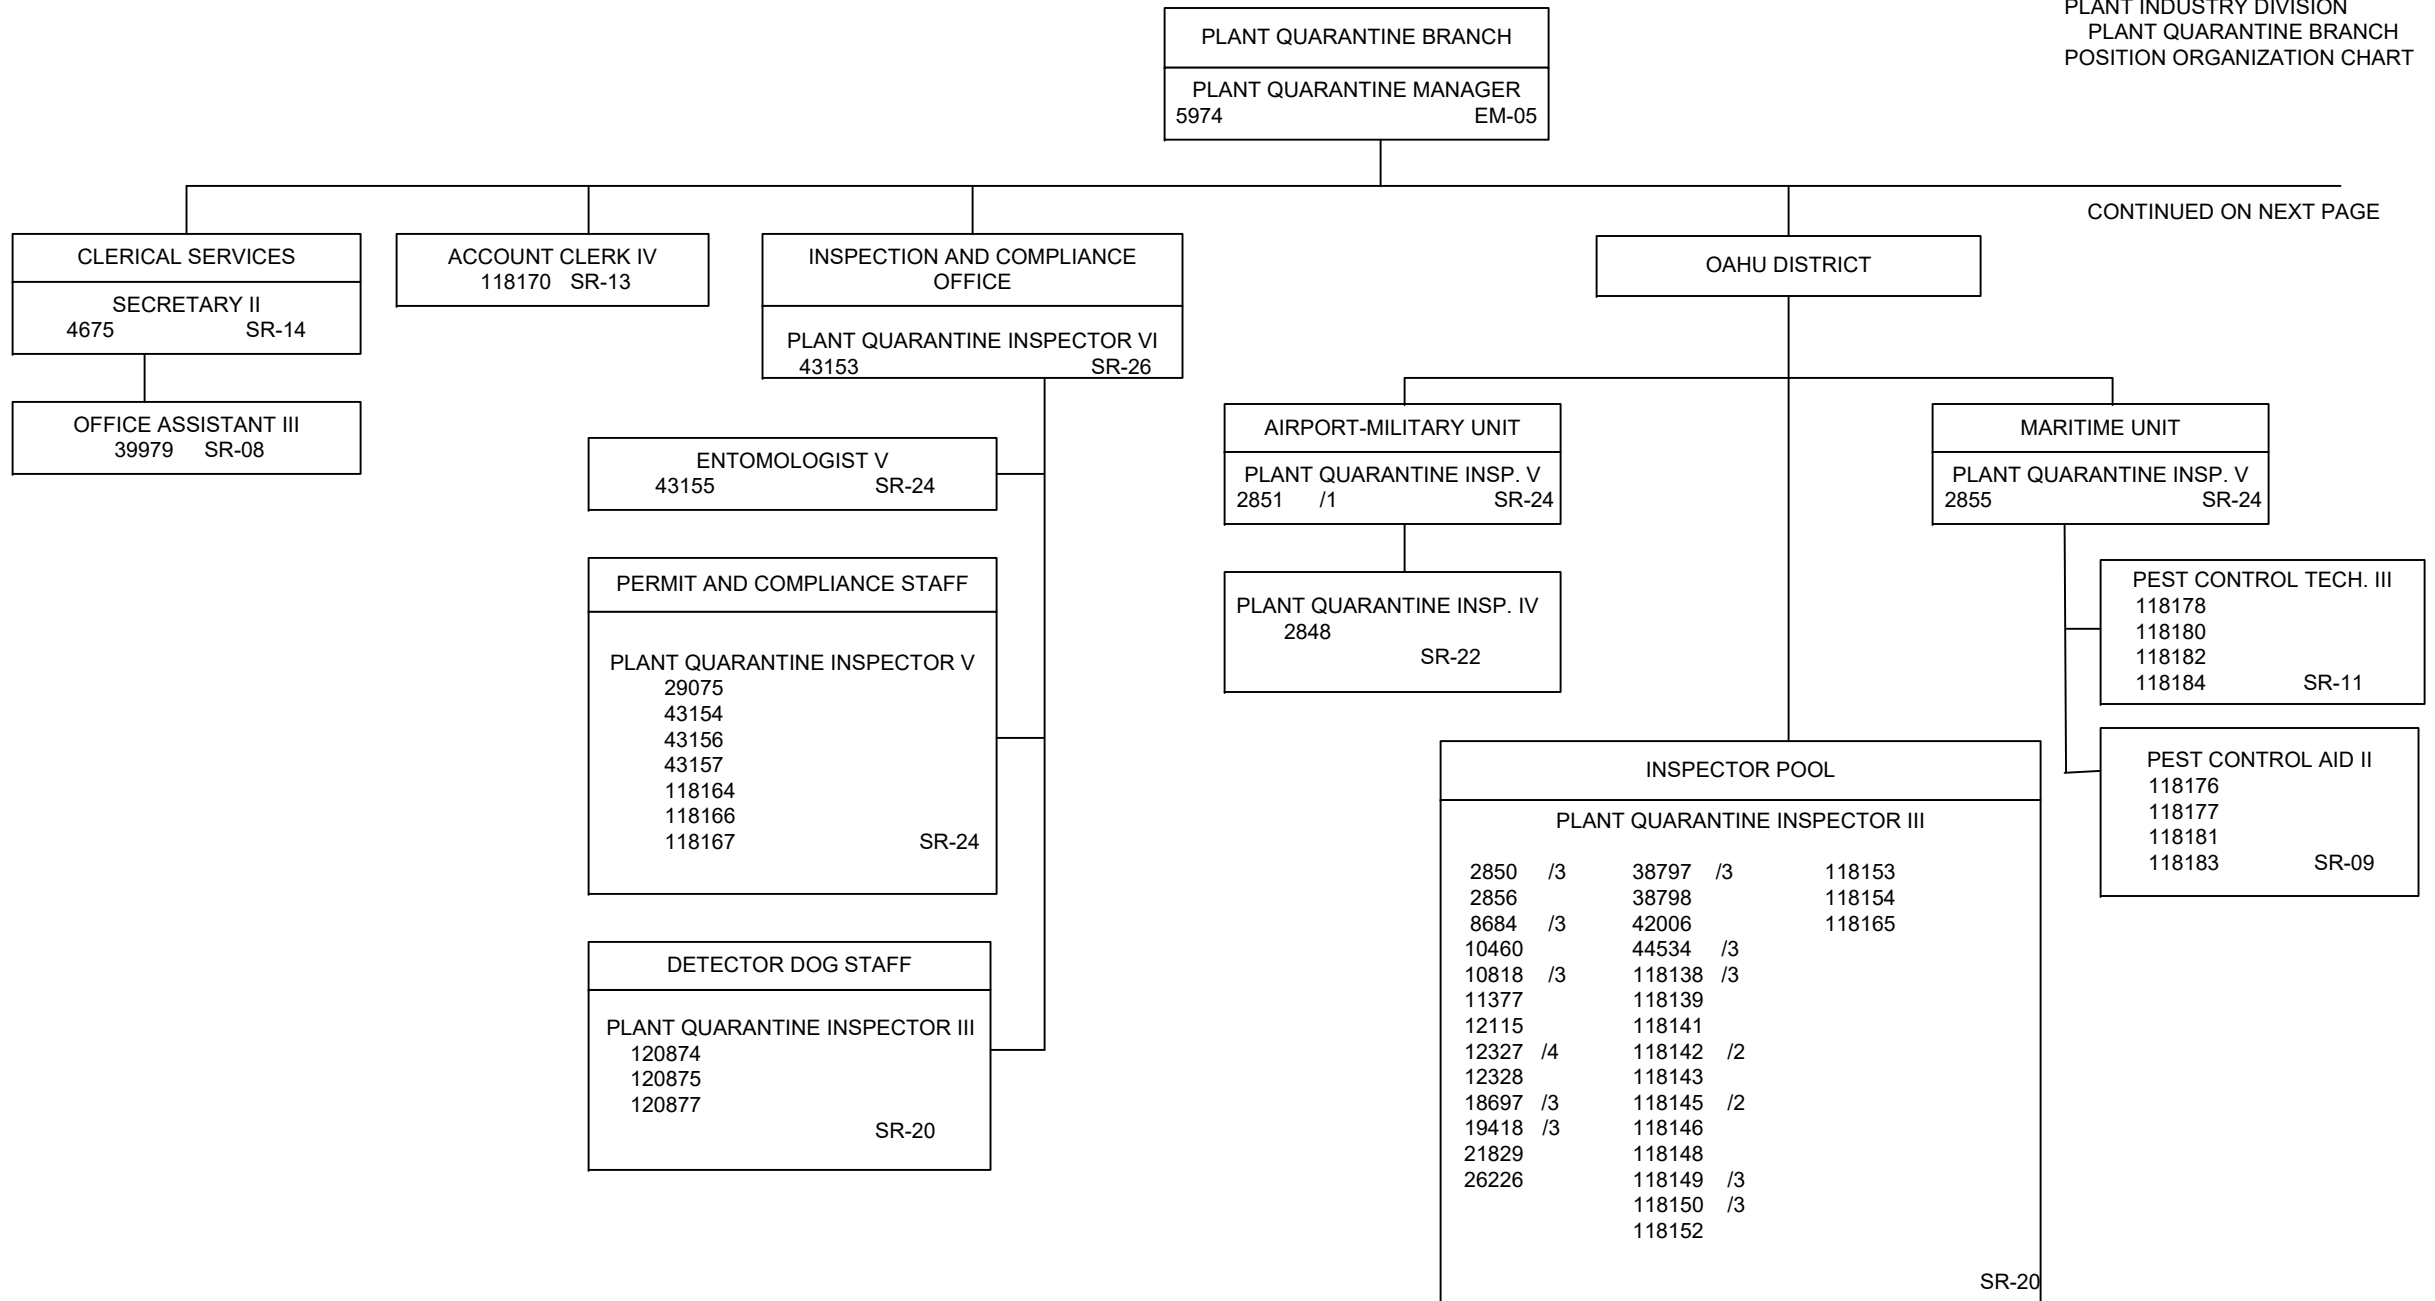 PLANT INDUSTRY DIVISION
PLANT QUARANTINE BRANCH
POSITION ORGANIZATION CHART
PLANT QUARANTINE BRANCH
PLANT QUARANTINE MANAGER
5974 EM-05
CONTINUED ON NEXT PAGE
CLERICAL SERVICES
SECRETARY II
4675 SR-14
OFFICE ASSISTANT III
39979 SR-08
ACCOUNT CLERK IV
118170 SR-13
INSPECTION AND COMPLIANCE
OFFICE
PLANT QUARANTINE INSPECTOR VI
43153 SR-26
ENTOMOLOGIST V
43155 SR-24
PERMIT AND COMPLIANCE STAFF
PLANT QUARANTINE INSPECTOR V
29075
43154
43156
43157
118164
118166
118167 SR-24
DETECTOR DOG STAFF
PLANT QUARANTINE INSPECTOR III
120874
120875
120877
SR-20
OAHU DISTRICT
AIRPORT-MILITARY UNIT
PLANT QUARANTINE INSP. V
2851 /1 SR-24
PLANT QUARANTINE INSP. IV
2848
SR-22
MARITIME UNIT
PLANT QUARANTINE INSP. V
2855 SR-24
PEST CONTROL TECH. III
118178
118180
118182
118184 SR-11
PEST CONTROL AID II
118176
118177
118181
118183 SR-09
INSPECTOR POOL
PLANT QUARANTINE INSPECTOR III
2850 /3 38797 /3 118153
2856 38798 118154
8684 /3 42006 118165
10460 44534 /3
10818 /3 118138 /3
11377 118139
12115 118141
12327 /4 118142 /2
12328 118143
18697 /3 118145 /2
19418 /3 118146
21829 118148
26226 118149 /3
118150 /3
118152
SR-20